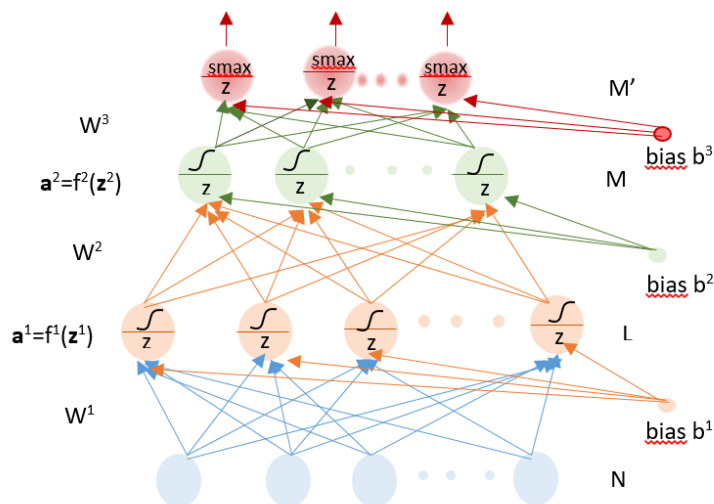 smax smax smax
z z z M’
W³
bias b³
a²=f²(z²) z z z M
W²
bias b²
a¹=f¹(z¹) z z z z L
W¹
bias b¹
N